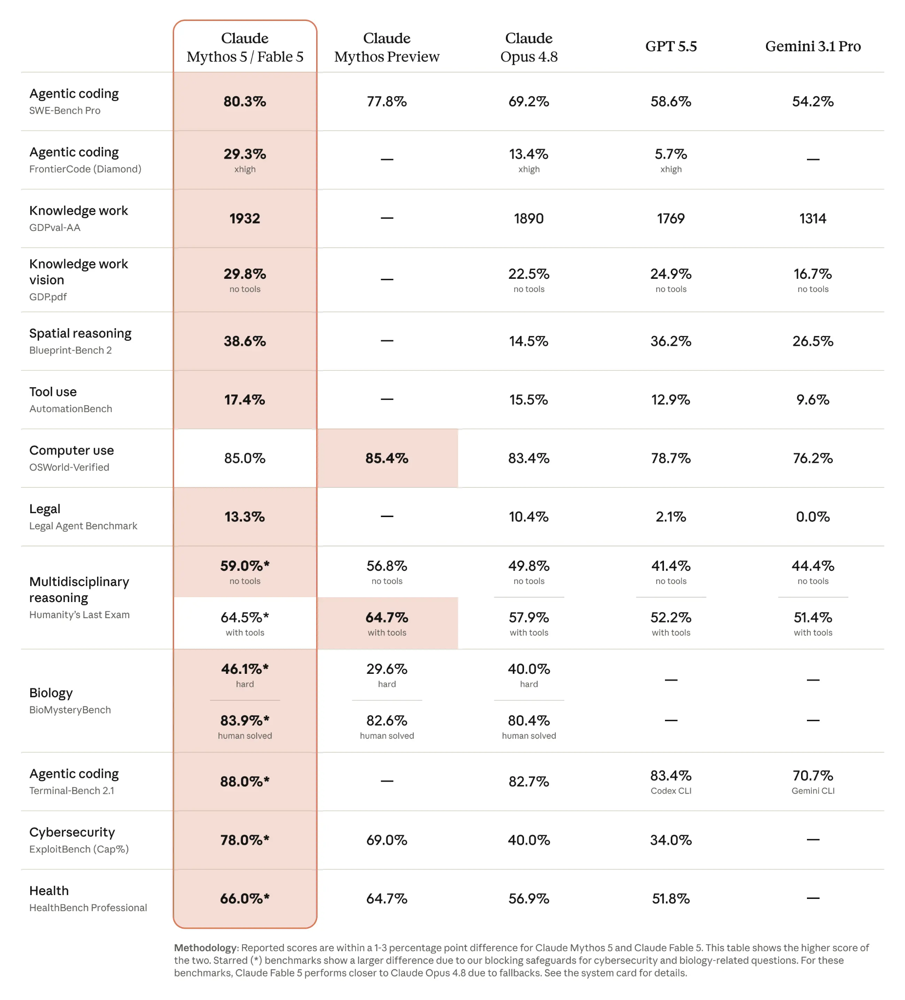 Claude
Mythos 5 / Fable 5
Claude
Mythos Preview
Claude
Opus 4.8
GPT 5.5
Gemini 3.1 Pro
Agentic coding
SWE-Bench Pro
80.3%
77.8%
69.2%
58.6%
54.2%
Agentic coding
FrontierCode (Diamond)
29.3%
xhigh
—
13.4%
xhigh
5.7%
xhigh
—
Knowledge work
GDPval-AA
1932
—
1890
1769
1314
Knowledge work
vision
GDP.pdf
29.8%
no tools
—
22.5%
no tools
24.9%
no tools
16.7%
no tools
Spatial reasoning
Blueprint-Bench 2
38.6%
—
14.5%
36.2%
26.5%
Tool use
AutomationBench
17.4%
—
15.5%
12.9%
9.6%
Computer use
OSWorld-Verified
85.0%
85.4%
83.4%
78.7%
76.2%
Legal
Legal Agent Benchmark
13.3%
—
10.4%
2.1%
0.0%
Multidisciplinary
reasoning
Humanity’s Last Exam
59.0%*
no tools
56.8%
no tools
49.8%
no tools
41.4%
no tools
44.4%
no tools
64.5%*
with tools
64.7%
with tools
57.9%
with tools
52.2%
with tools
51.4%
with tools
Biology
BioMysteryBench
46.1%*
hard
29.6%
hard
40.0%
hard
—
—
83.9%*
human solved
82.6%
human solved
80.4%
human solved
—
—
Agentic coding
Terminal-Bench 2.1
88.0%*
—
82.7%
83.4%
Codex CLI
70.7%
Gemini CLI
Cybersecurity
ExploitBench (Cap%)
78.0%*
69.0%
40.0%
34.0%
—
Health
HealthBench Professional
66.0%*
64.7%
56.9%
51.8%
—
Methodology: Reported scores are within a 1-3 percentage point difference for Claude Mythos 5 and Claude Fable 5. This table shows the higher score of
the two. Starred (*) benchmarks show a larger difference due to our blocking safeguards for cybersecurity and biology-related questions. For these
benchmarks, Claude Fable 5 performs closer to Claude Opus 4.8 due to fallbacks. See the system card for details.